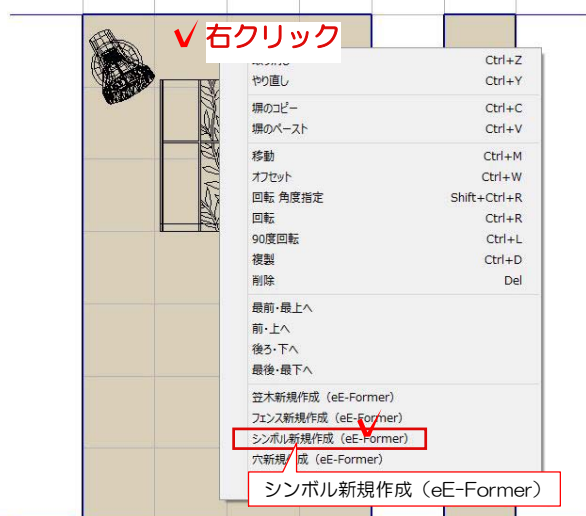 右クリック
Ctrl+Z
やり直し Ctrl+Y
塀のコピー Ctrl+C
塀のペースト Ctrl+V
移動 Ctrl+M
オフセット Ctrl+W
回転 角度指定 Shift+Ctrl+R
回転 Ctrl+R
90度回転 Ctrl+L
複製 Ctrl+D
削除 Del
最前・最上へ
前・上へ
後ろ・下へ
最後・最下へ
笠木新規作成（eE-Former）
フェンス新規作成（eE-Former）
シンボル新規作成（eE-Former）
穴新規作成（eE-Former）
シンボル新規作成（eE-Former）